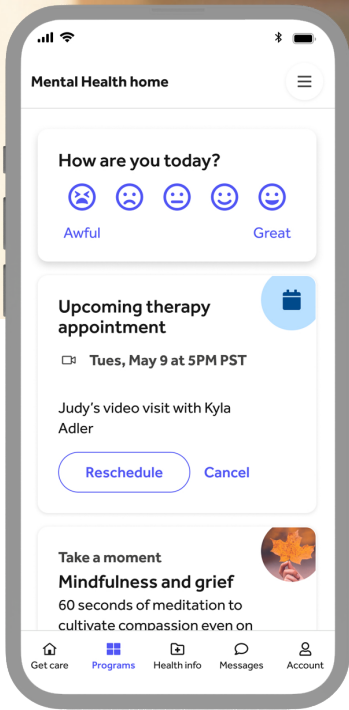 Mental Health home
How are you today?
Awful
Great
Upcoming therapy
appointment
Tues, May 9 at 5PM PST
Judy's video visit with Kyla
Adler
Reschedule
Cancel
Take a moment
Mindfulness and grief
60 seconds of meditation to
cultivate compassion even on
Get care
Programs
Health info
Messages
Account